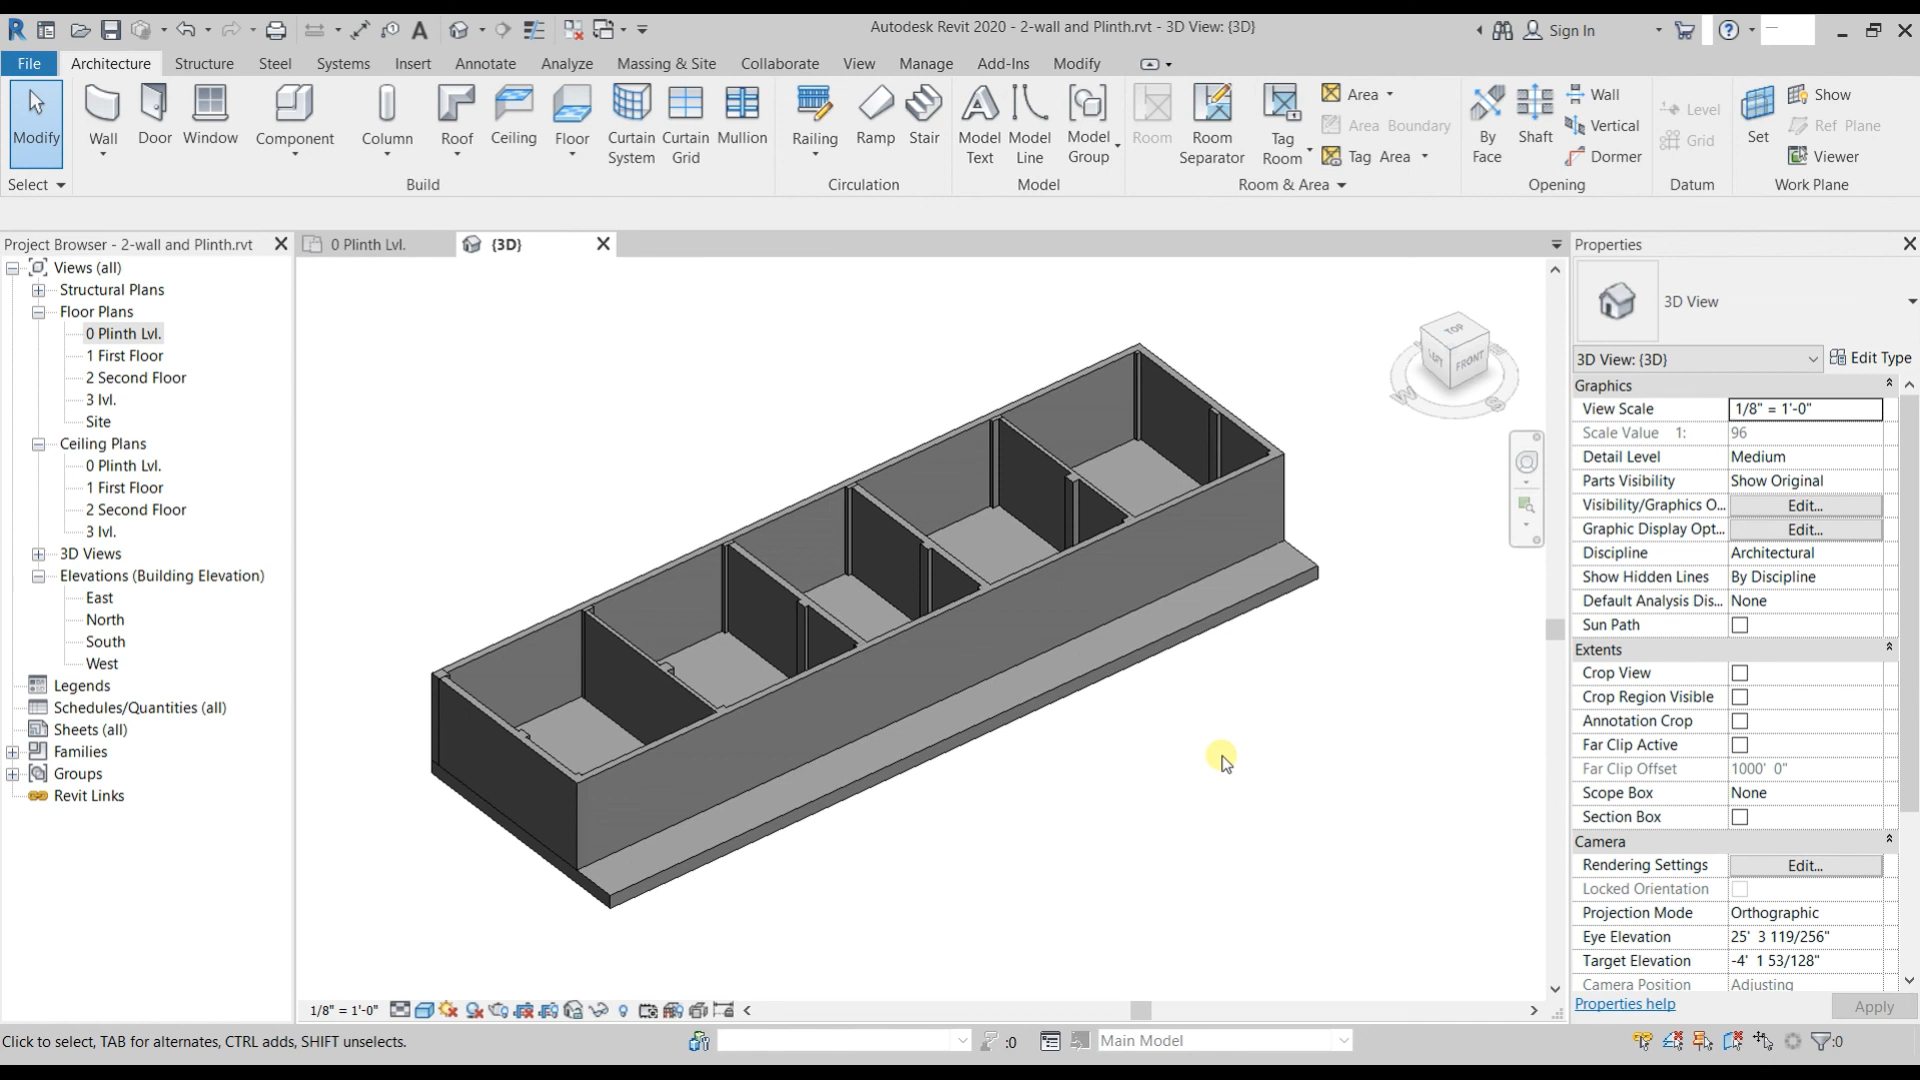 Autodesk Revit 2020 - 2-wall and Plinth.rvt - 3D View: {3D}
Sign In
File Architecture Structure Steel Systems Insert Annotate Analyze Massing & Site Collaborate View Manage Add-Ins Modify
Modify Wall Door Window Component Column Roof Ceiling Floor Curtain System Curtain Grid Mullion Railing Ramp Stair Model Text Model Line Model Group Room Room Separator Tag Room
Area
Area Boundary
Tag Area
By Face Shaft
Wall
Vertical
Dormer
Level
Grid
Set
Show
Ref Plane
Viewer
Select Build Circulation Model Room & Area Opening Datum Work Plane
Project Browser - 2-wall and Plinth.rvt
0 Plinth Lvl.
{3D}
Views (all)
Structural Plans
Floor Plans
0 Plinth Lvl.
1 First Floor
2 Second Floor
3 lvl.
Site
Ceiling Plans
0 Plinth Lvl.
1 First Floor
2 Second Floor
3 lvl.
3D Views
Elevations (Building Elevation)
East
North
South
West
Legends
Schedules/Quantities (all)
Sheets (all)
Families
Groups
Revit Links
TOP
LEFT
FRONT
W
S
Properties
3D View
3D View: {3D}
Edit Type
Graphics
View Scale 1/8" = 1'-0"
Scale Value 1: 96
Detail Level Medium
Parts Visibility Show Original
Visibility/Graphics O... Edit...
Graphic Display Opt... Edit...
Discipline Architectural
Show Hidden Lines By Discipline
Default Analysis Dis... None
Sun Path
Extents
Crop View
Crop Region Visible
Annotation Crop
Far Clip Active
Far Clip Offset 1000' 0"
Scope Box None
Section Box
Camera
Rendering Settings Edit...
Locked Orientation
Projection Mode Orthographic
Eye Elevation 25' 3 119/256"
Target Elevation -4' 1 53/128"
Camera Position Adjusting
Properties help
Apply
1/8" = 1'-0"
Click to select, TAB for alternates, CTRL adds, SHIFT unselects.
:0
Main Model
:0